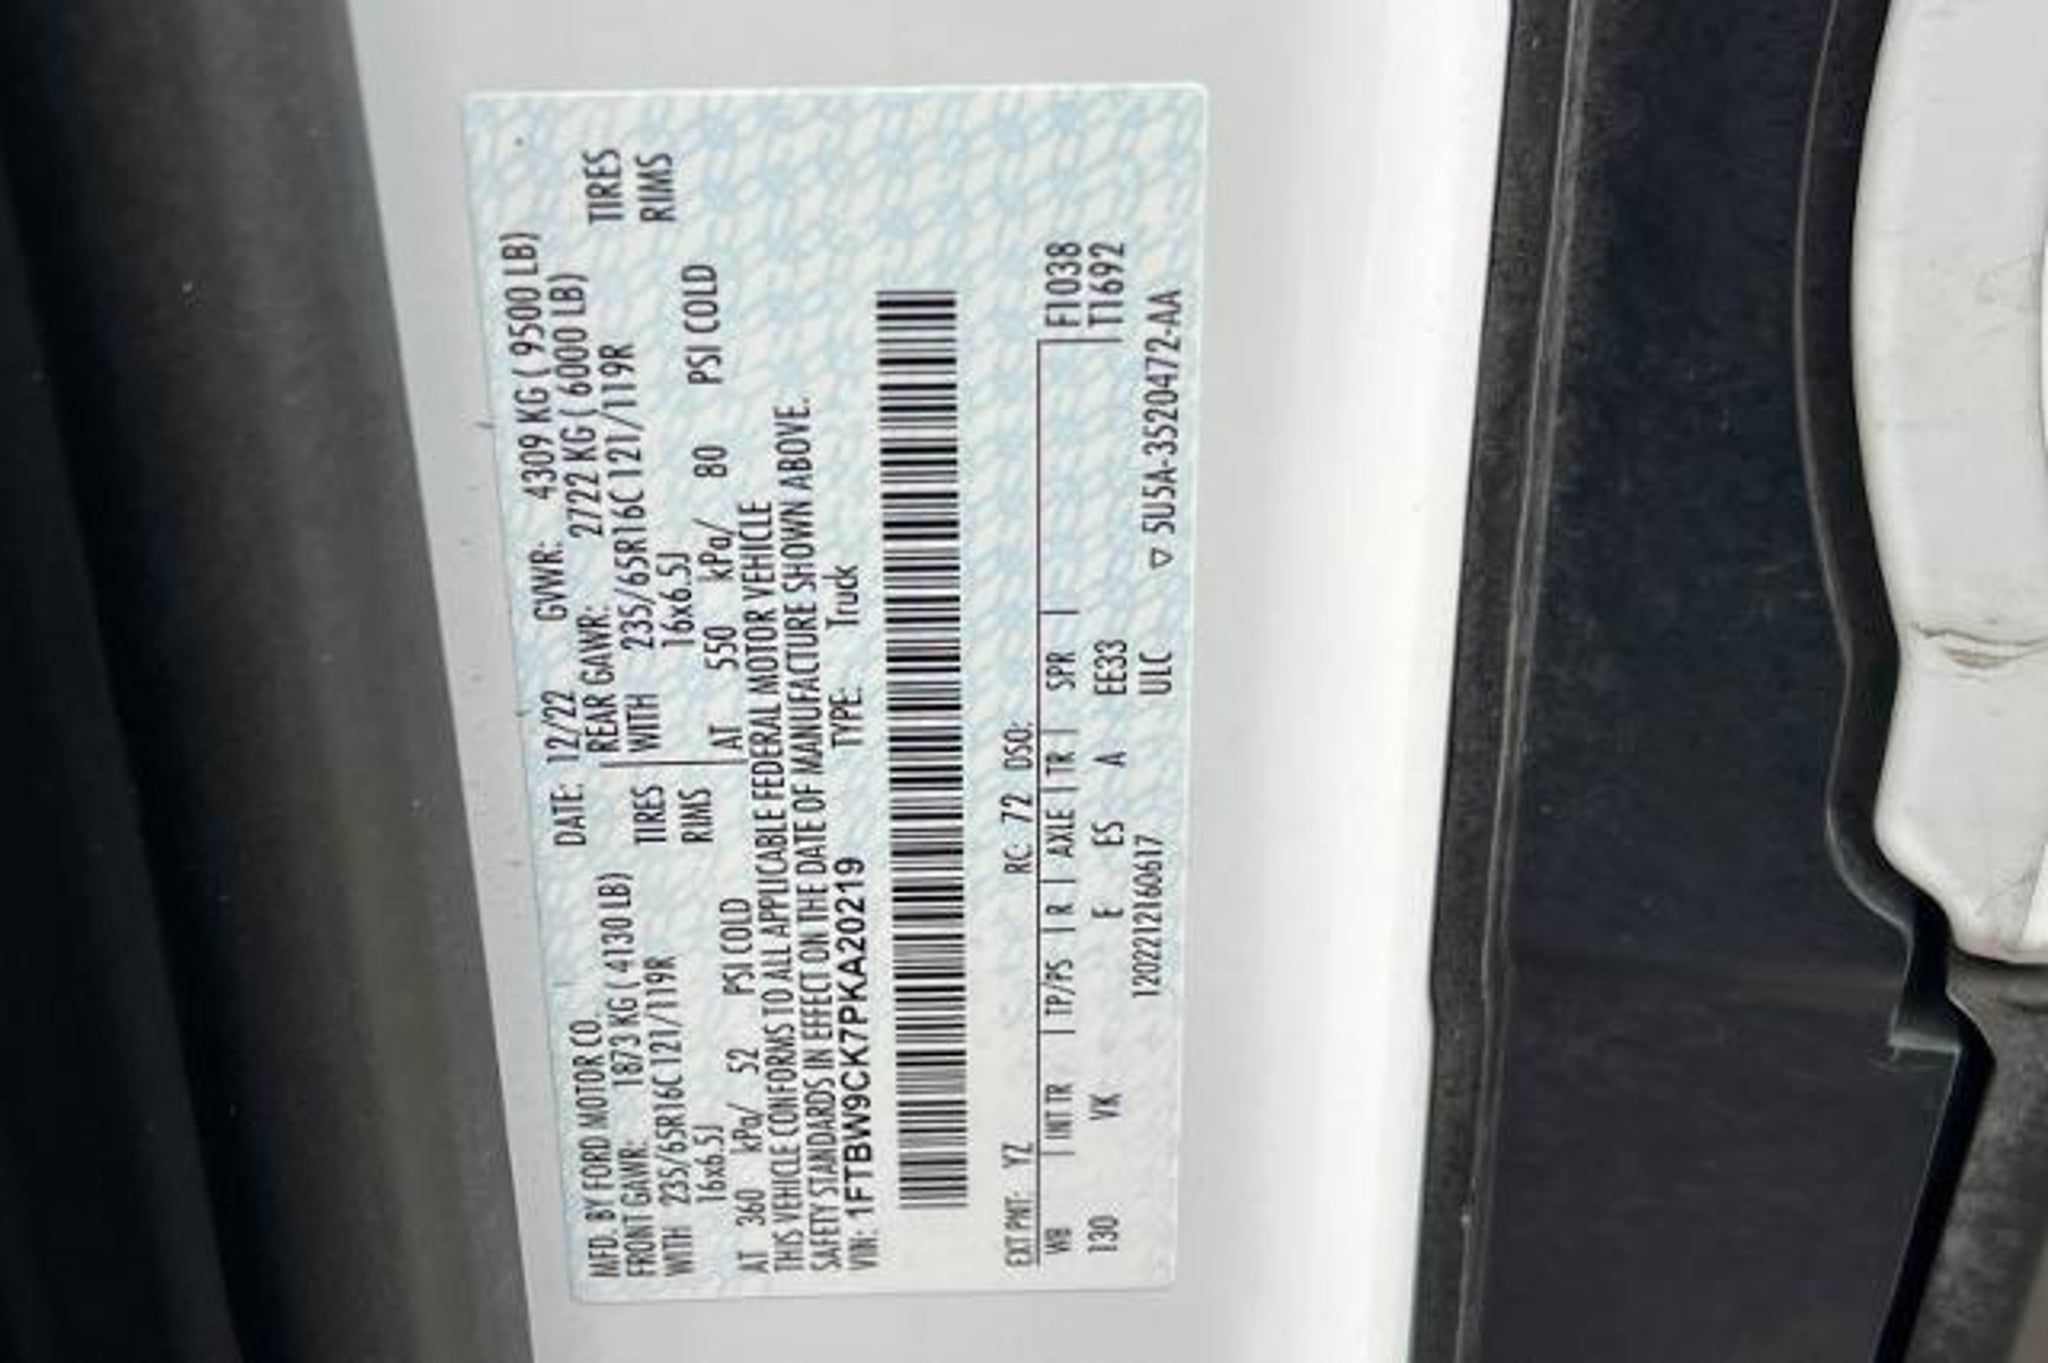 MFD. BY FORD MOTOR CO. DATE: 12/22 GVWR: 4309 KG ( 9500 LB)
FRONT GAWR: 1873 KG ( 4130 LB) REAR GAWR: 2722 KG ( 6000 LB)
WITH 235/65R16C 121/119R TIRES WITH 235/65R16C 121/119R TIRES
16x6.5J RIMS 16x6.5J RIMS
AT 360 kPa/ 52 PSI COLD AT 550 kPa/ 80 PSI COLD
THIS VEHICLE CONFORMS TO ALL APPLICABLE FEDERAL MOTOR VEHICLE
SAFETY STANDARDS IN EFFECT ON THE DATE OF MANUFACTURE SHOWN ABOVE.
VIN: 1FTBW9CK7PKA20219 TYPE: Truck
EXT PNT: YZ RC: 72 DSO:
WB | INT TR | TP/PS | R | AXLE | TR | SPR | F1038
130 VK E ES A EE33 T1692
12022121606​17 ULC ▽ 5U5A-3520472-AA